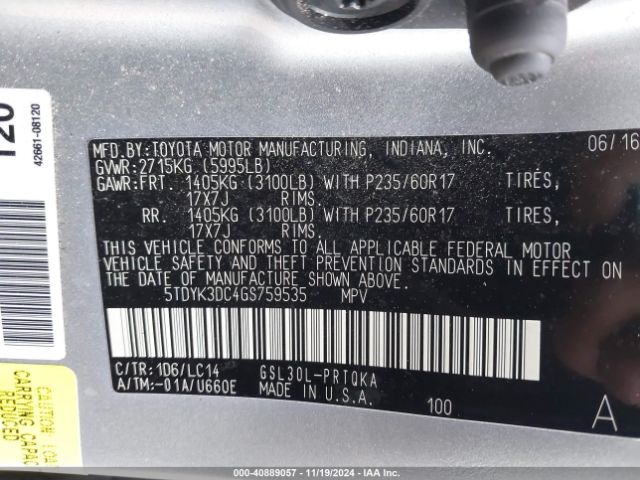 MFD.BY:TOYOTA MOTOR MANUFACTURING, INDIANA, INC. 06/16
GVWR:2715KG (5995LB)
GAWR:FRT. 1405KG (3100LB) WITH P235/60R17 TIRES,
17X7J RIMS.
RR. 1405KG (3100LB) WITH P235/60R17 TIRES,
17X7J RIMS.
THIS VEHICLE CONFORMS TO ALL APPLICABLE FEDERAL MOTOR
VEHICLE SAFETY AND THEFT PREVENTION STANDARDS IN EFFECT ON
THE DATE OF MANUFACTURE SHOWN ABOVE.
5TDYK3DC4GS759535 MPV
C/TR:1D6/LC14 GSL30L-PRTQKA
A/TM:-01A/U660E MADE IN U.S.A. 100 A
42661-08120
CARRYING CAPAC
REDUCED
00-40889057 - 11/19/2024 - IAAI.CA